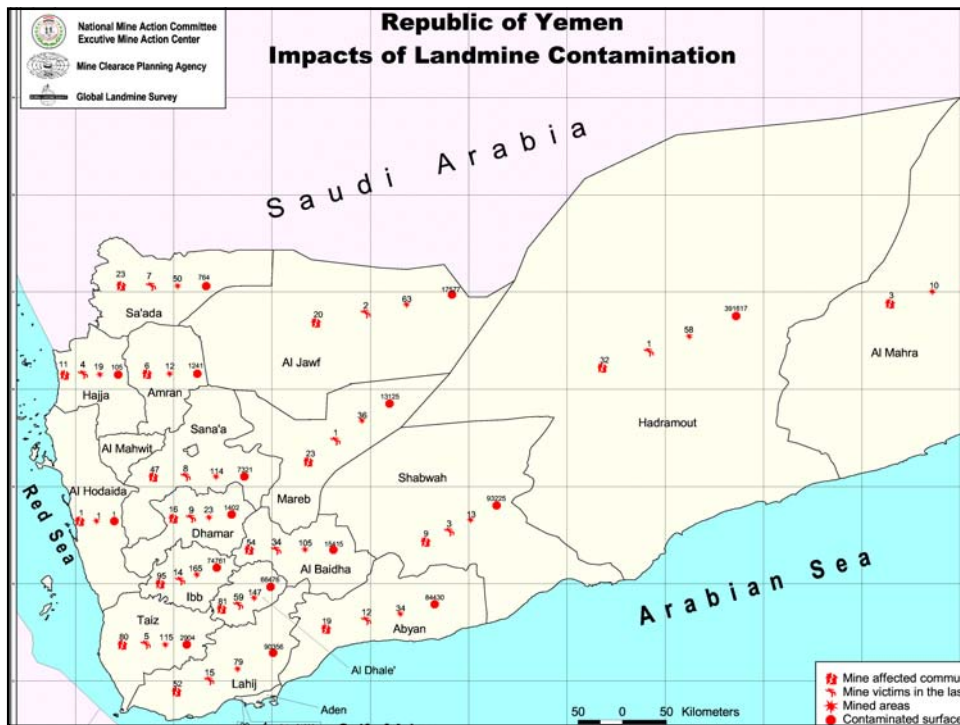 National Mine Action Committee
Excutive Mine Action Center
Mine Clearace Planning Agency
Global Landmine Survey
Republic of Yemen
Impacts of Landmine Contamination
Saudi Arabia
23 7 50 764
Sa'ada
20 2 63 17577
Al Jawf
32 1 58 391617
Hadramout
3 10
Al Mahra
11 4 19 105
Hajja
6 12 1241
Amran
Sana'a
Al Mahwit
47 8 114 7321
23 1 36 13125
Mareb
Shabwah
9 3 13 93225
Al Hodaida
1 1 1
Red Sea
16 9 23 1402
Dhamar
54 34 105 15415
Al Baidha
95 14 165 74761
Ibb
81 59 147 66476
Al Dhale'
19 12 34 84430
Abyan
Taiz
80 5 115 2904
52 15 79 90356
Lahij
Aden
Arabian Sea
50 0 50 Kilometers
Mine affected commu
Mine victims in the las
Mined areas
Contaminated surface